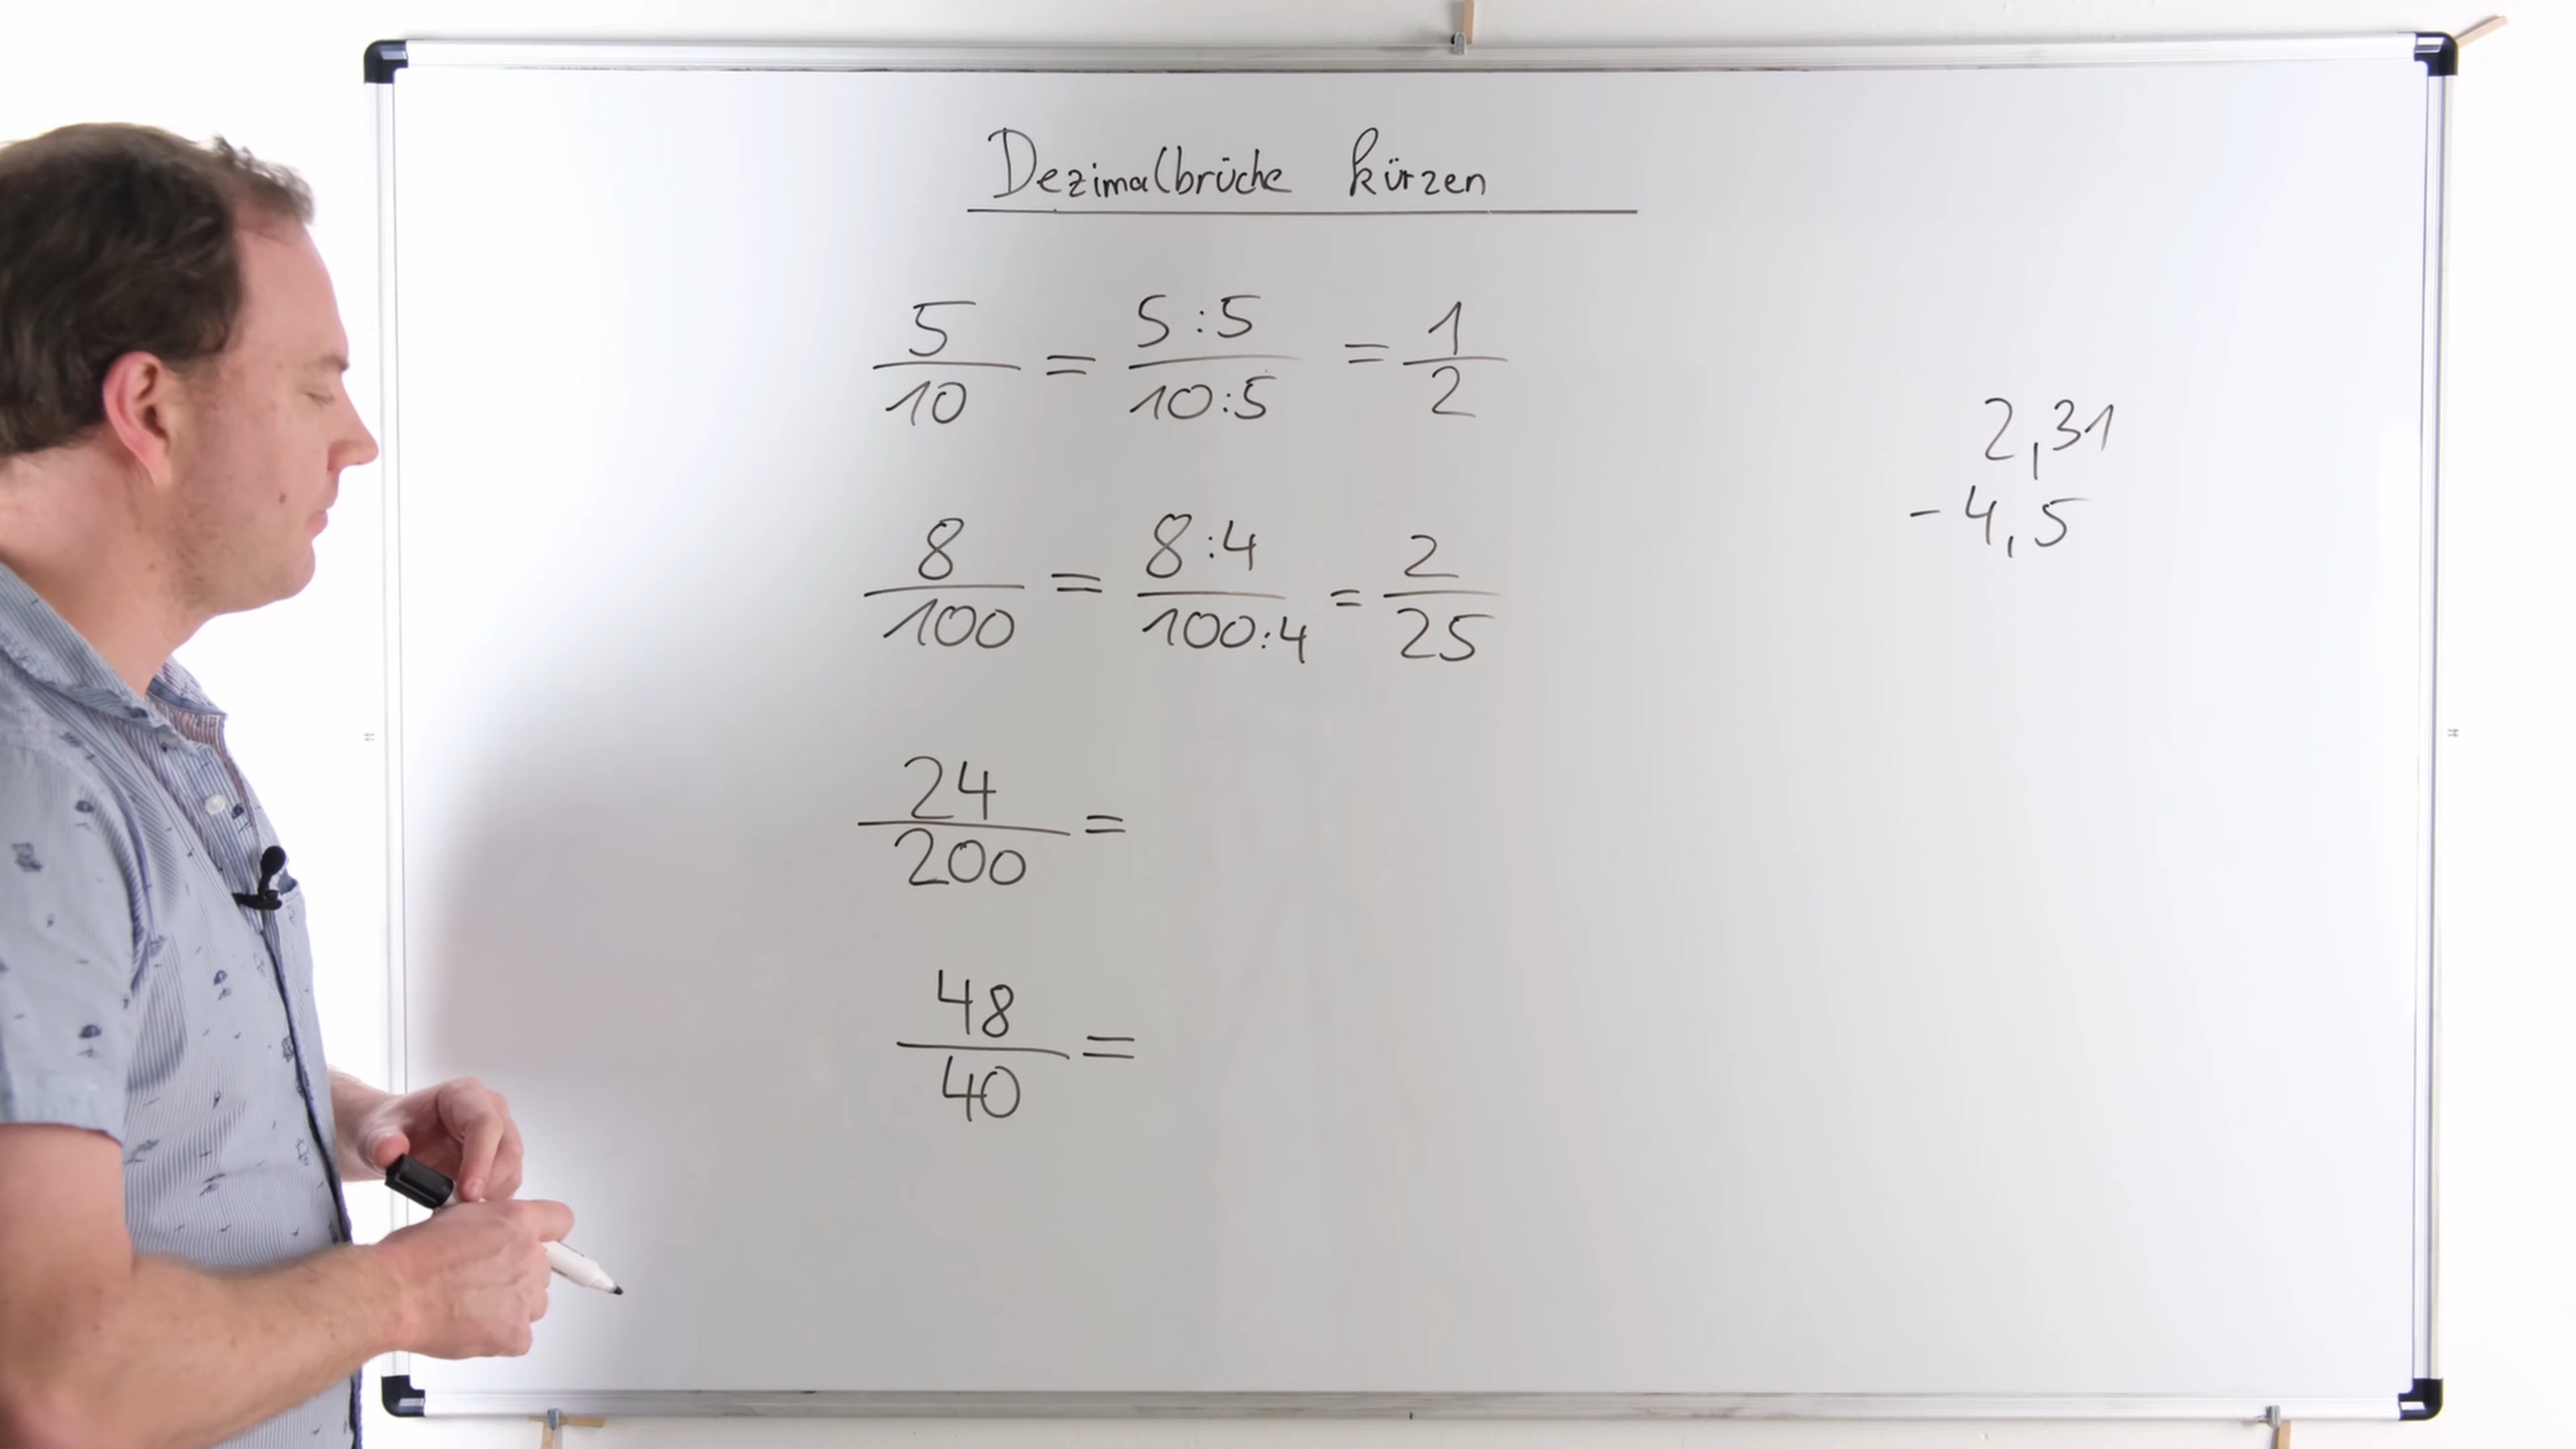 Dezimalbrüche kürzen
5/10 = 5:5/10:5 = 1/2
8/100 = 8:4/100:4 = 2/25
24/200 =
48/40 =
2,31
- 4,5